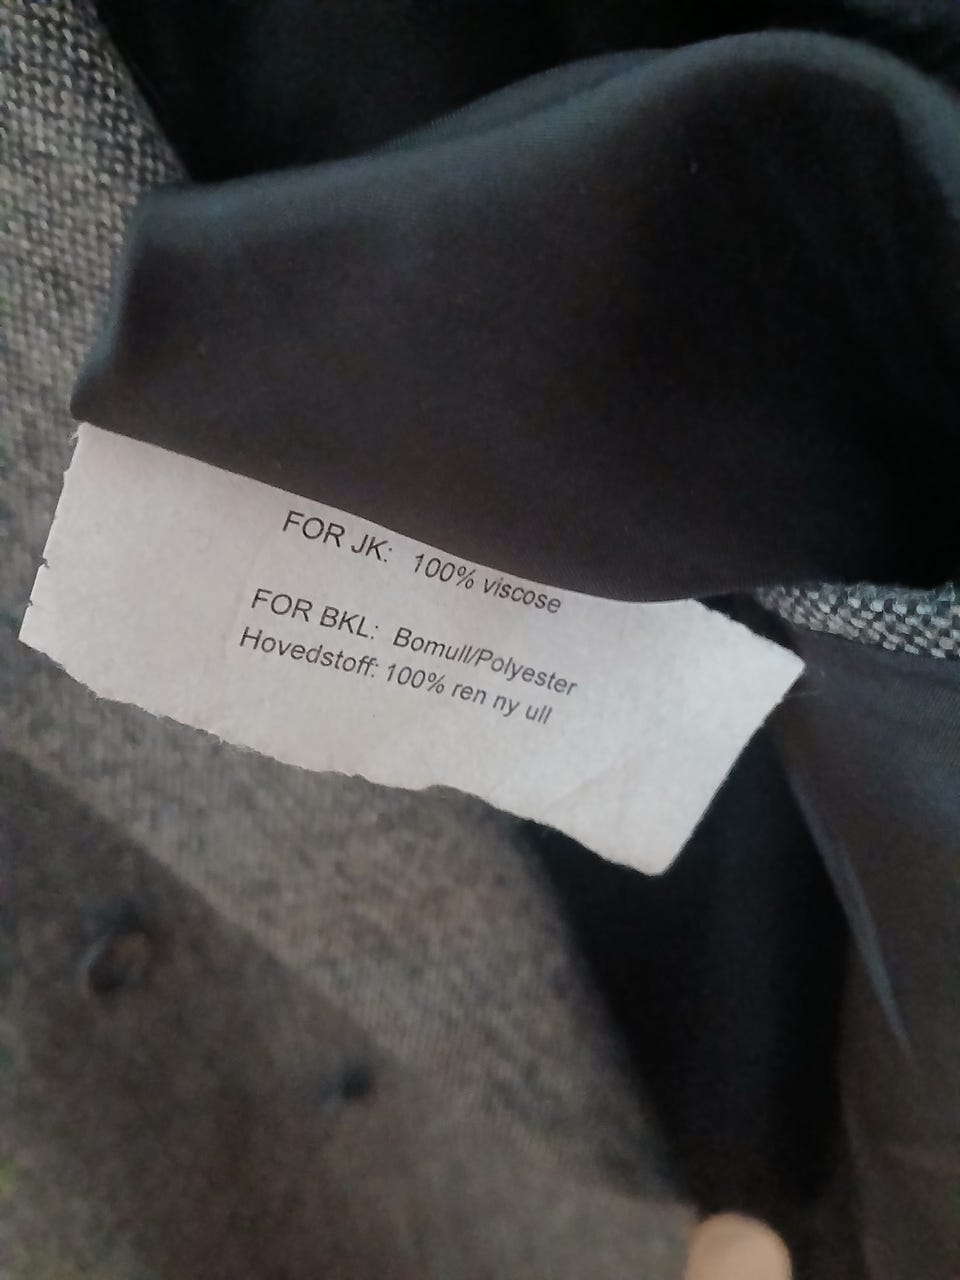 FOR JK: 100% viscose
FOR BKL: Bomull/Polyester
Hovedstoff: 100% ren ny ull